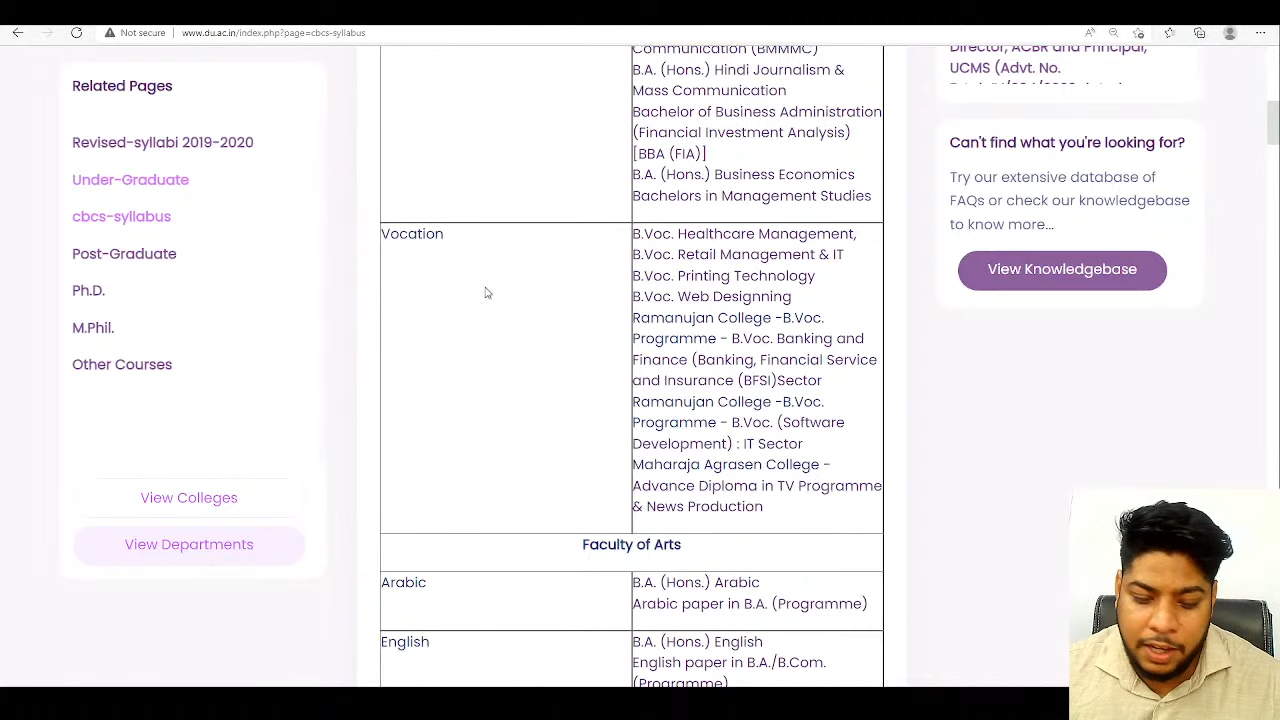 Not secure
www.du.ac.in/index.php?page=cbcs-syllabus
Related Pages
Revised-syllabi 2019-2020
Under-Graduate
cbcs-syllabus
Post-Graduate
Ph.D.
M.Phil.
Other Courses
View Colleges
View Departments
Communication (BMMMC)
B.A. (Hons.) Hindi Journalism &
Mass Communication
Bachelor of Business Administration
(Financial Investment Analysis)
[BBA (FIA)]
B.A. (Hons.) Business Economics
Bachelors in Management Studies
Vocation
B.Voc. Healthcare Management,
B.Voc. Retail Management & IT
B.Voc. Printing Technology
B.Voc. Web Designning
Ramanujan College -B.Voc.
Programme - B.Voc. Banking and
Finance (Banking, Financial Service
and Insurance (BFSI)Sector
Ramanujan College -B.Voc.
Programme - B.Voc. (Software
Development) : IT Sector
Maharaja Agrasen College -
Advance Diploma in TV Programme
& News Production
Faculty of Arts
Arabic
B.A. (Hons.) Arabic
Arabic paper in B.A. (Programme)
English
B.A. (Hons.) English
English paper in B.A./B.Com.
(Programme)
Director, ACBR and Principal,
UCMS (Advt. No.
Can't find what you're looking for?
Try our extensive database of
FAQs or check our knowledgebase
to know more...
View Knowledgebase